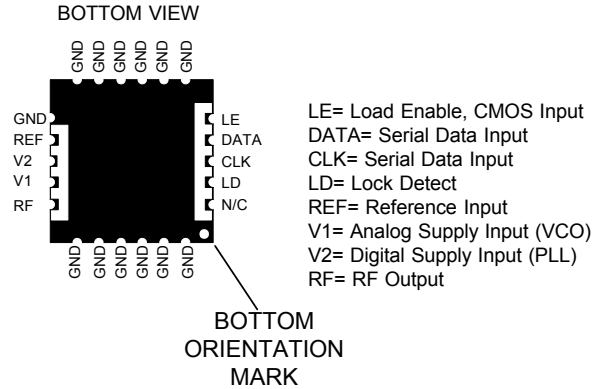 BOTTOM VIEW
GND GND GND GND GND GND
GND
REF
V2
V1
RF
LE
DATA
CLK
LD
N/C
GND GND GND GND GND GND
BOTTOM
ORIENTATION
MARK
LE= Load Enable, CMOS Input
DATA= Serial Data Input
CLK= Serial Data Input
LD= Lock Detect
REF= Reference Input
V1= Analog Supply Input (VCO)
V2= Digital Supply Input (PLL)
RF= RF Output